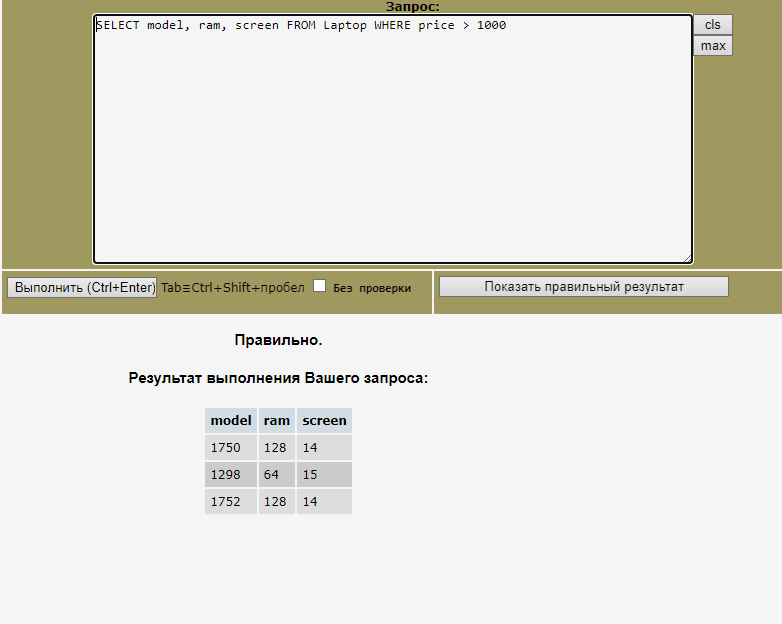 Запрос:
SELECT model, ram, screen FROM Laptop WHERE price > 1000
cls
max
Выполнить (Ctrl+Enter) Tab≡Ctrl+Shift+пробел Без проверки
Показать правильный результат
Правильно.
Результат выполнения Вашего запроса:
model ram screen
1750 128 14
1298 64 15
1752 128 14